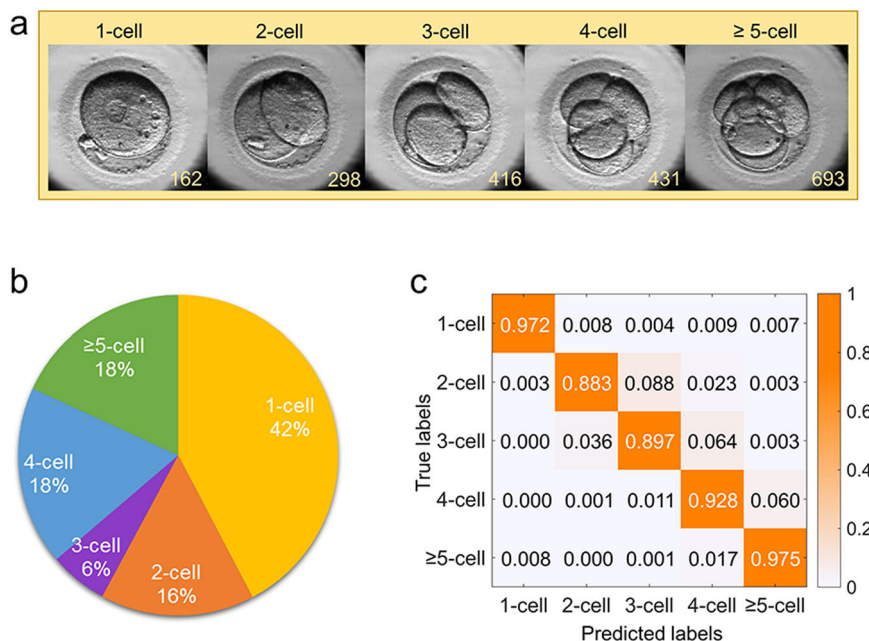 a
1-cell 2-cell 3-cell 4-cell ≥ 5-cell
162 298 416 431 693
b
≥5-cell
18%
1-cell
42%
4-cell
18%
3-cell
6%
2-cell
16%
c
True labels
1-cell 0.972 0.008 0.004 0.009 0.007
2-cell 0.003 0.883 0.088 0.023 0.003
3-cell 0.000 0.036 0.897 0.064 0.003
4-cell 0.000 0.001 0.011 0.928 0.060
≥5-cell 0.008 0.000 0.001 0.017 0.975
1-cell 2-cell 3-cell 4-cell ≥5-cell
Predicted labels
1
0.8
0.6
0.4
0.2
0